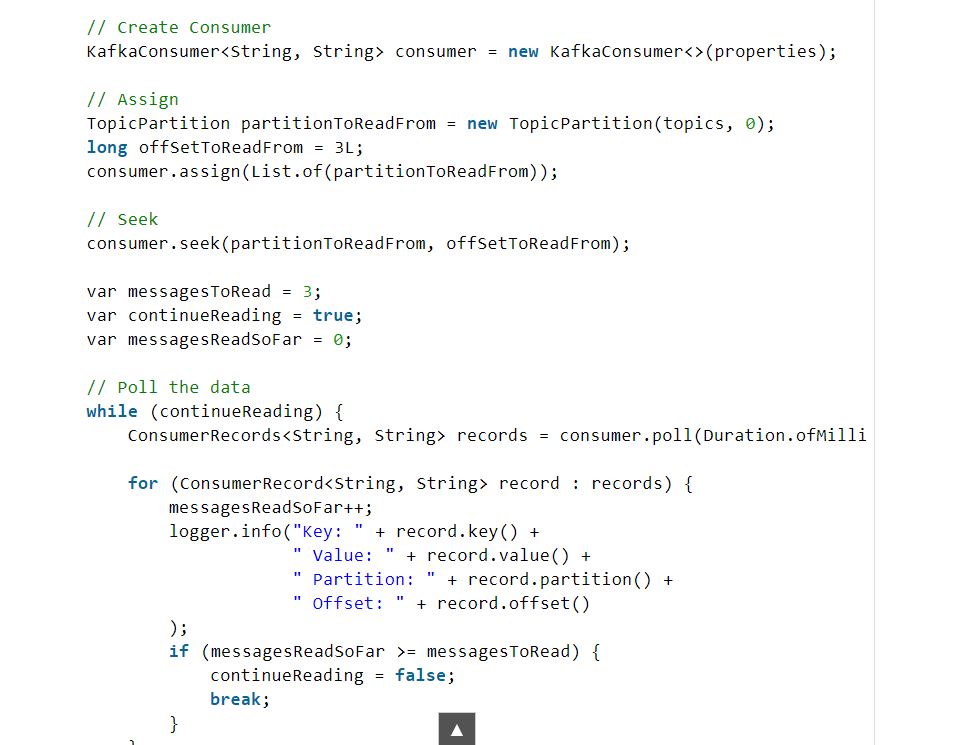 // Create Consumer
KafkaConsumer<String, String> consumer = new KafkaConsumer<>(properties);
// Assign
TopicPartition partitionToReadFrom = new TopicPartition(topics, 0);
long offSetToReadFrom = 3L;
consumer.assign(List.of(partitionToReadFrom));
// Seek
consumer.seek(partitionToReadFrom, offSetToReadFrom);
var messagesToRead = 3;
var continueReading = true;
var messagesReadSoFar = 0;
// Poll the data
while (continueReading) {
    ConsumerRecords<String, String> records = consumer.poll(Duration.ofMilli
    for (ConsumerRecord<String, String> record : records) {
        messagesReadSoFar++;
        logger.info("Key: " + record.key() +
                    " Value: " + record.value() +
                    " Partition: " + record.partition() +
                    " Offset: " + record.offset()
        );
        if (messagesReadSoFar >= messagesToRead) {
            continueReading = false;
            break;
        }
    }